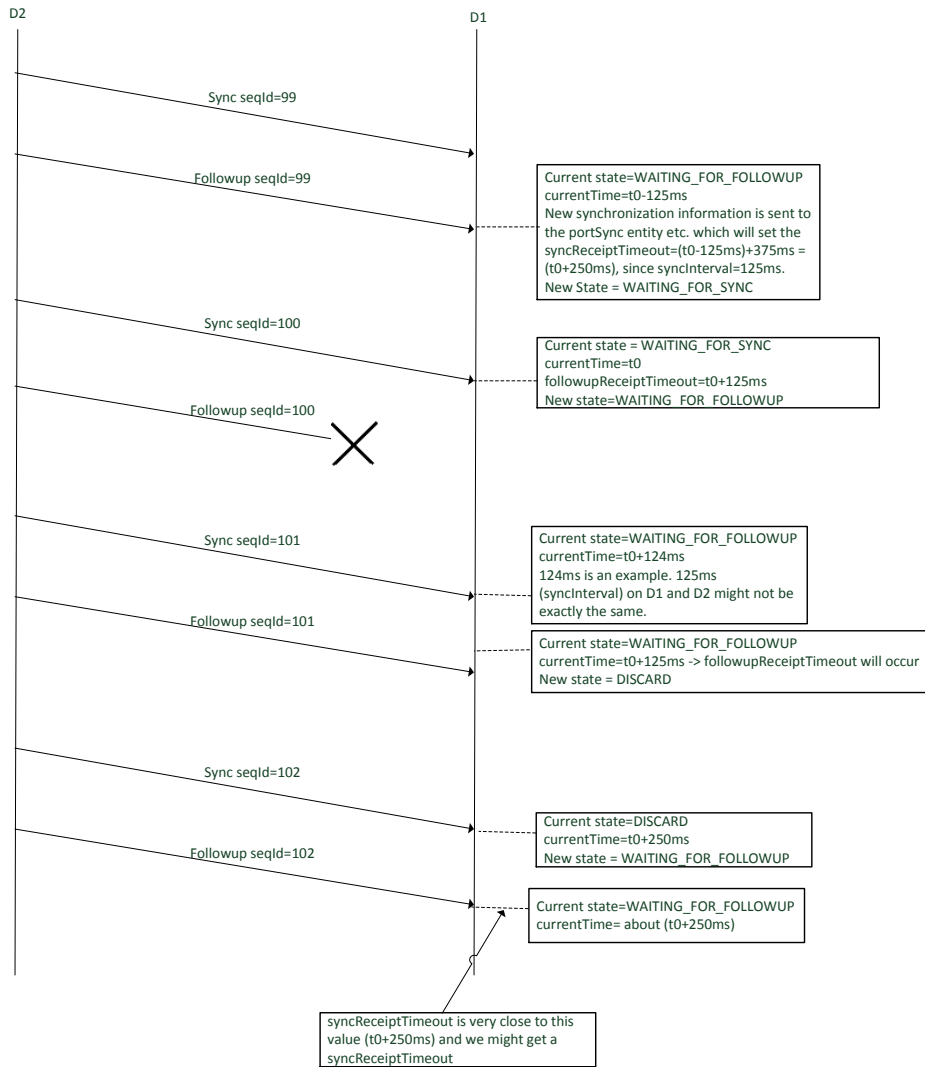 D2
D1
Sync seqId=99
Followup seqId=99
Current state=WAITING_FOR_FOLLOWUP
currentTime=t0-125ms
New synchronization information is sent to
the portSync entity etc. which will set the
syncReceiptTimeout=(t0-125ms)+375ms =
(t0+250ms), since syncInterval=125ms.
New State = WAITING_FOR_SYNC
Sync seqId=100
Current state = WAITING_FOR_SYNC
currentTime=t0
followupReceiptTimeout=t0+125ms
New state=WAITING_FOR_FOLLOWUP
Followup seqId=100
Sync seqId=101
Current state=WAITING_FOR_FOLLOWUP
currentTime=t0+124ms
124ms is an example. 125ms
(syncInterval) on D1 and D2 might not be
exactly the same.
Followup seqId=101
Current state=WAITING_FOR_FOLLOWUP
currentTime=t0+125ms -> followupReceiptTimeout will occur
New state = DISCARD
Sync seqId=102
Current state=DISCARD
currentTime=t0+250ms
New state = WAITING_FOR_FOLLOWUP
Followup seqId=102
Current state=WAITING_FOR_FOLLOWUP
currentTime= about (t0+250ms)
syncReceiptTimeout is very close to this
value (t0+250ms) and we might get a
syncReceiptTimeout